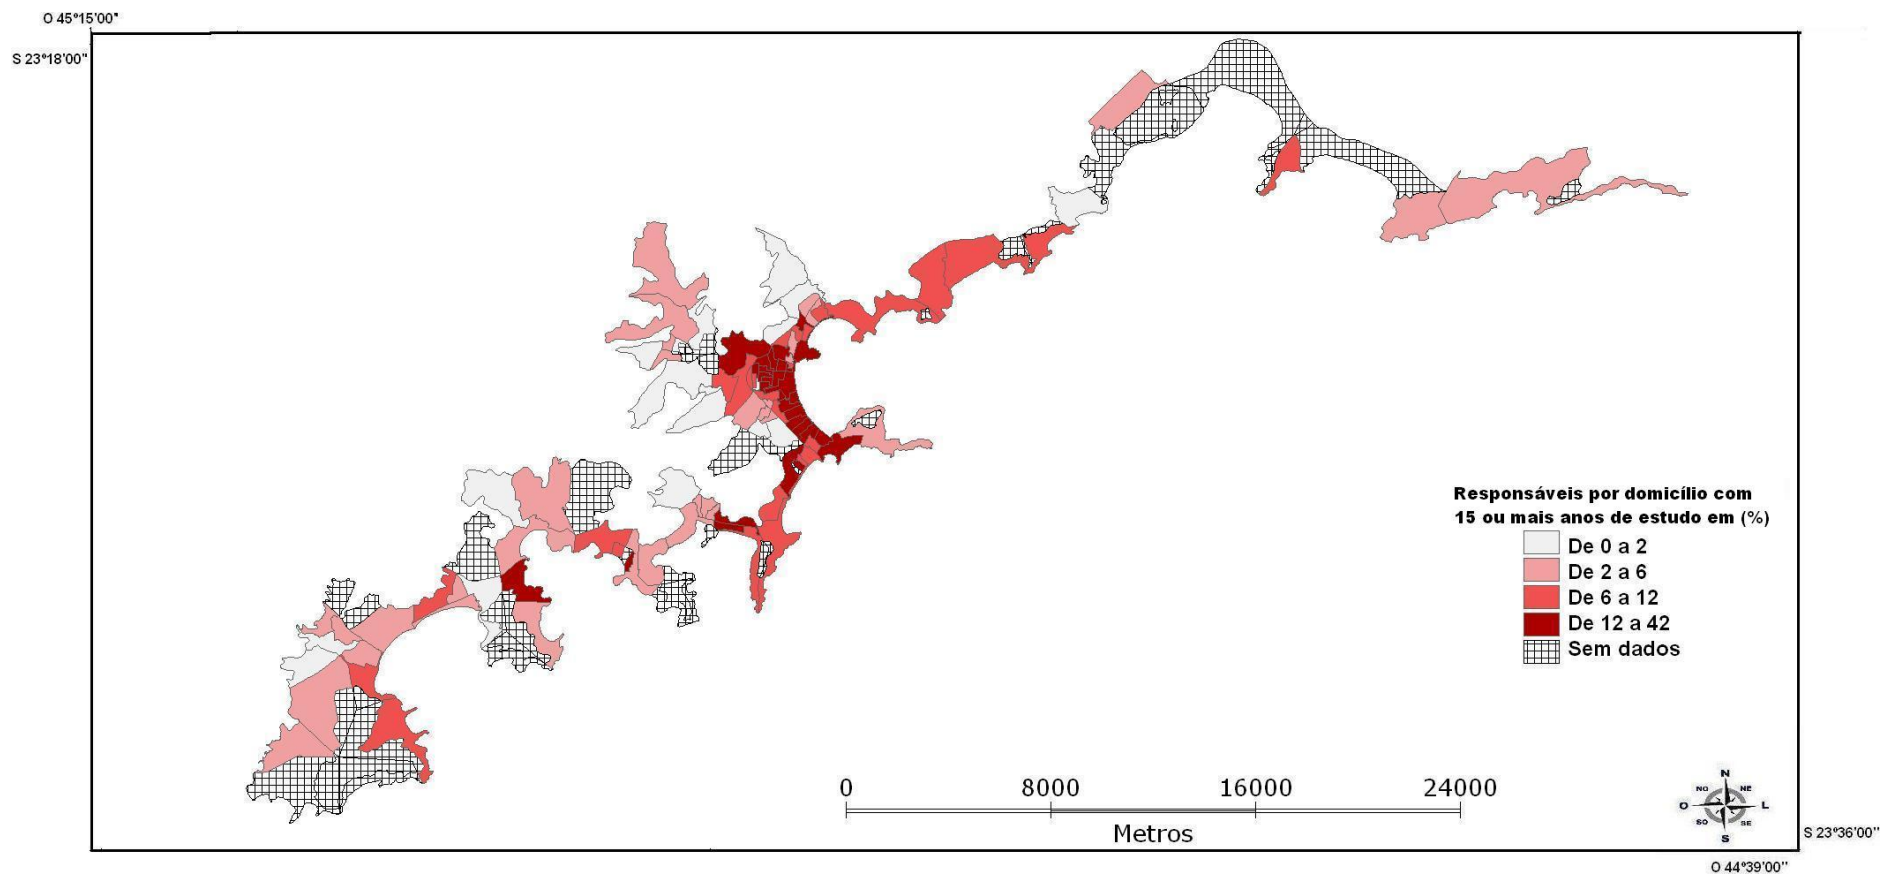 O 45°15'00"
S 23°18'00"
Responsáveis por domicílio com
15 ou mais anos de estudo em (%)
De 0 a 2
De 2 a 6
De 6 a 12
De 12 a 42
Sem dados
0 8000 16000 24000
Metros
N
NO NE
O L
SO SE
S
S 23°36'00"
O 44°39'00"